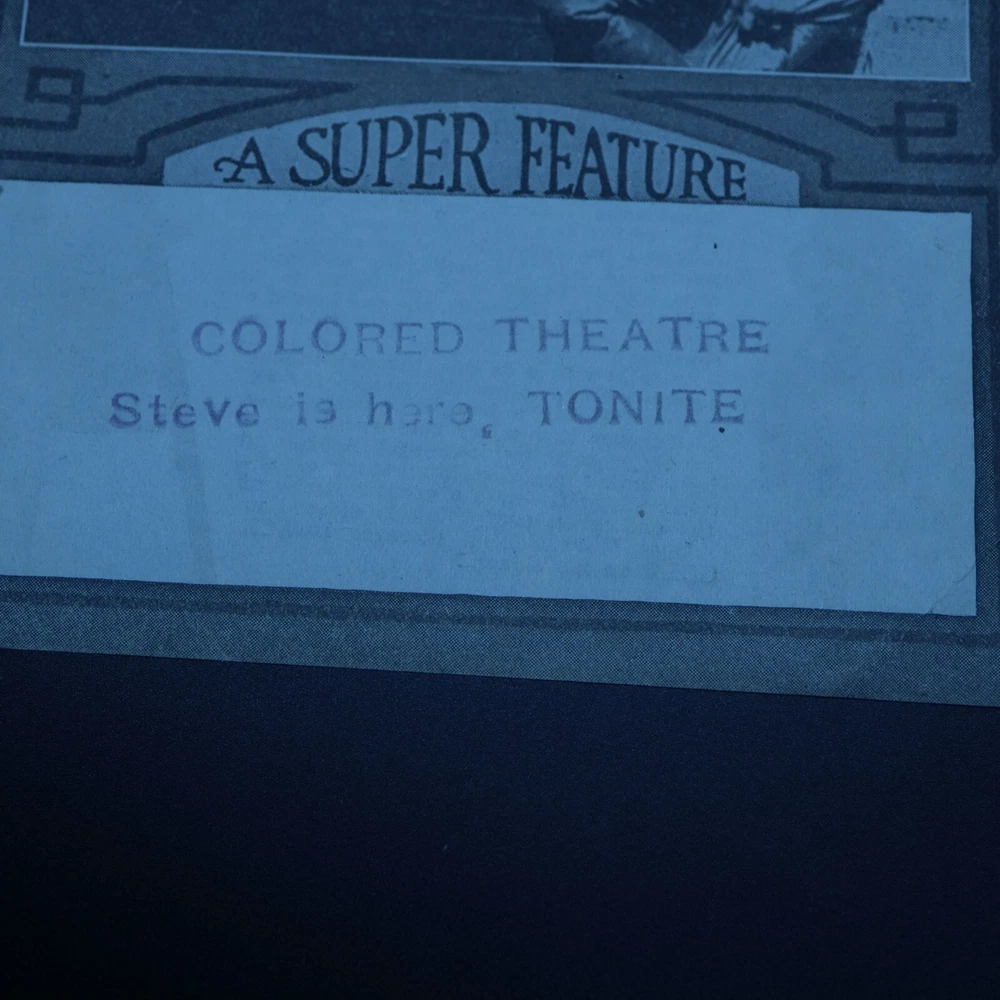 A SUPER FEATURE
COLORED THEATRE
Steve is here, TONITE